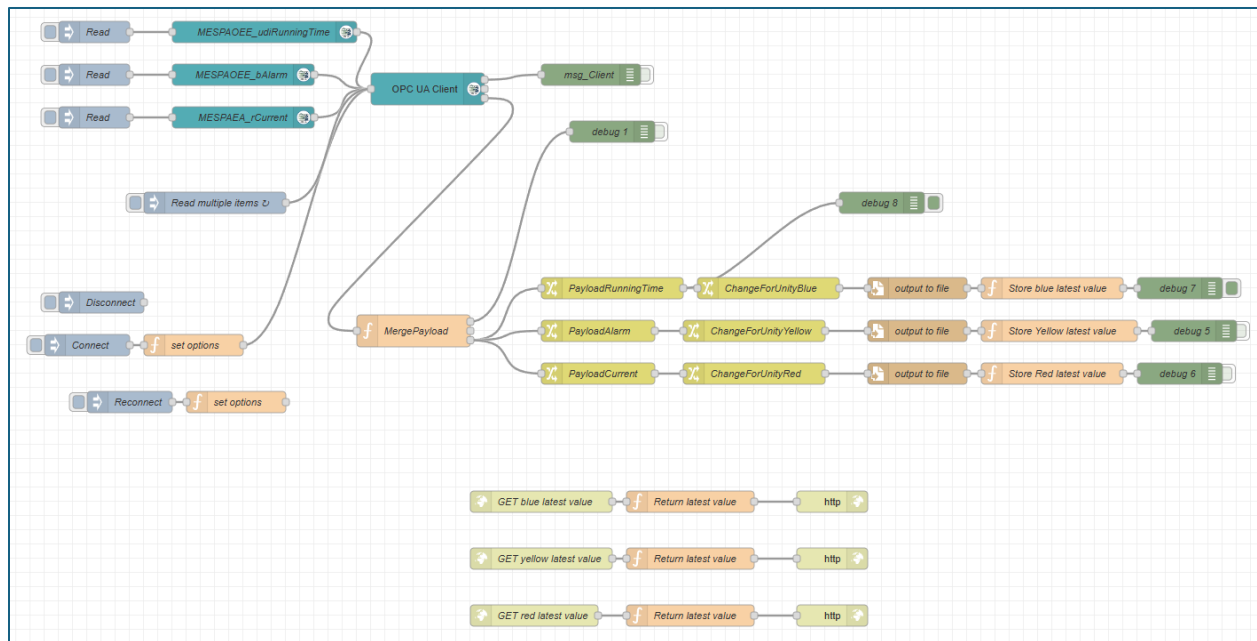 Read
MESPAOEE_udiRunningTime
Read
MESPAOEE_bAlarm
OPC UA Client
msg_Client
Read
MESPAEA_rCurrent
debug 1
Read multiple items ↻
debug 8
PayloadRunningTime
ChangeForUnityBlue
output to file
Store blue latest value
debug 7
Disconnect
MergePayload
PayloadAlarm
ChangeForUnityYellow
output to file
Store Yellow latest value
debug 5
Connect
set options
PayloadCurrent
ChangeForUnityRed
output to file
Store Red latest value
debug 6
Reconnect
set options
GET blue latest value
Return latest value
http
GET yellow latest value
Return latest value
http
GET red latest value
Return latest value
http